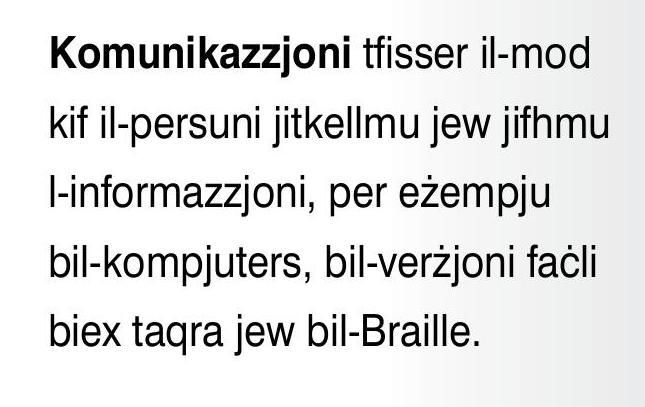 Komunikazzjoni tfisser il-mod
kif il-persuni jitkellmu jew jifhmu
l-informazzjoni, per eżempju
bil-kompjuters, bil-verżjoni faċli
biex taqra jew bil-Braille.